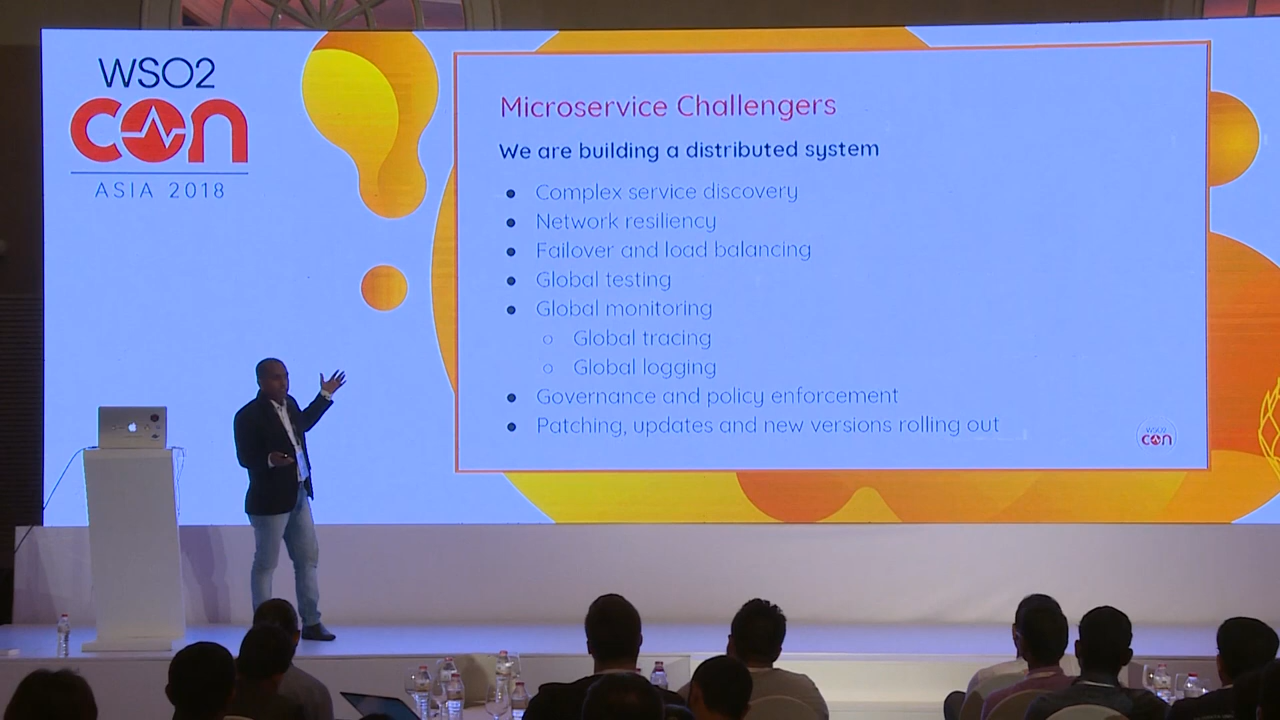 WSO2
con
ASIA 2018
Microservice Challengers
We are building a distributed system
● Complex service discovery
● Network resiliency
● Failover and load balancing
● Global testing
● Global monitoring
○ Global tracing
○ Global logging
● Governance and policy enforcement
● Patching, updates and new versions rolling out
WSO2
con